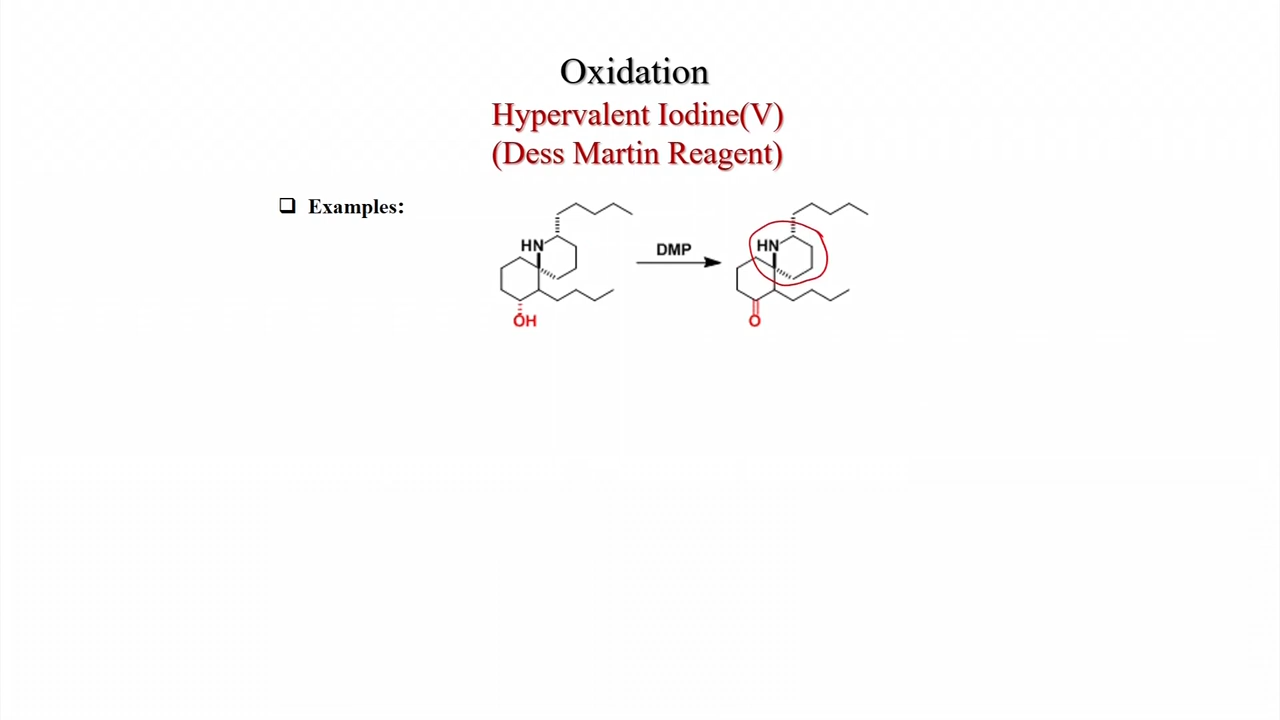 Oxidation
Hypervalent Iodine(V)
(Dess Martin Reagent)
❑ Examples:
HN
OH
DMP
HN
O